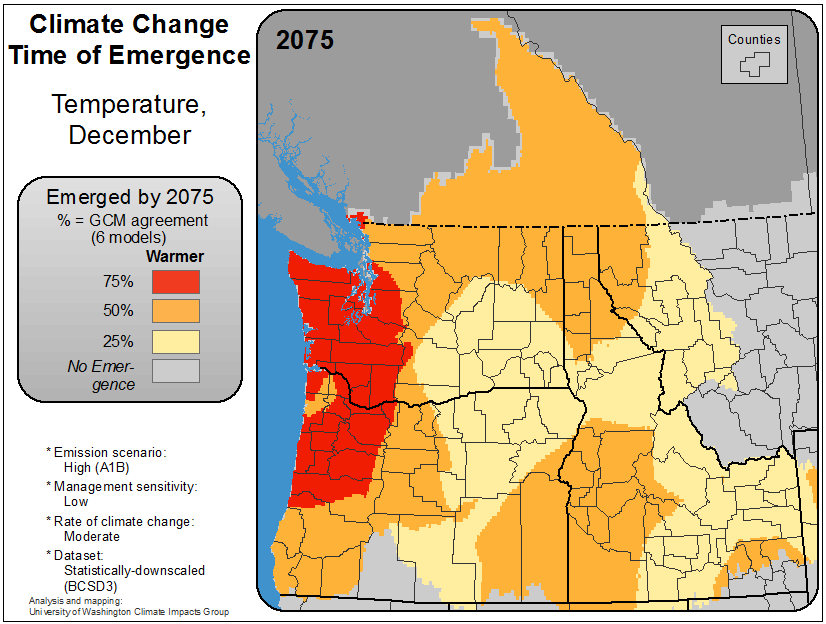 Climate Change
Time of Emergence
Temperature,
December
Emerged by 2075
% = GCM agreement
(6 models)
Warmer
75%
50%
25%
No Emer-
gence
* Emission scenario:
High (A1B)
* Management sensitivity:
Low
* Rate of climate change:
Moderate
* Dataset:
Statistically-downscaled
(BCSD3)
Analysis and mapping:
University of Washington Climate Impacts Group
2075
Counties